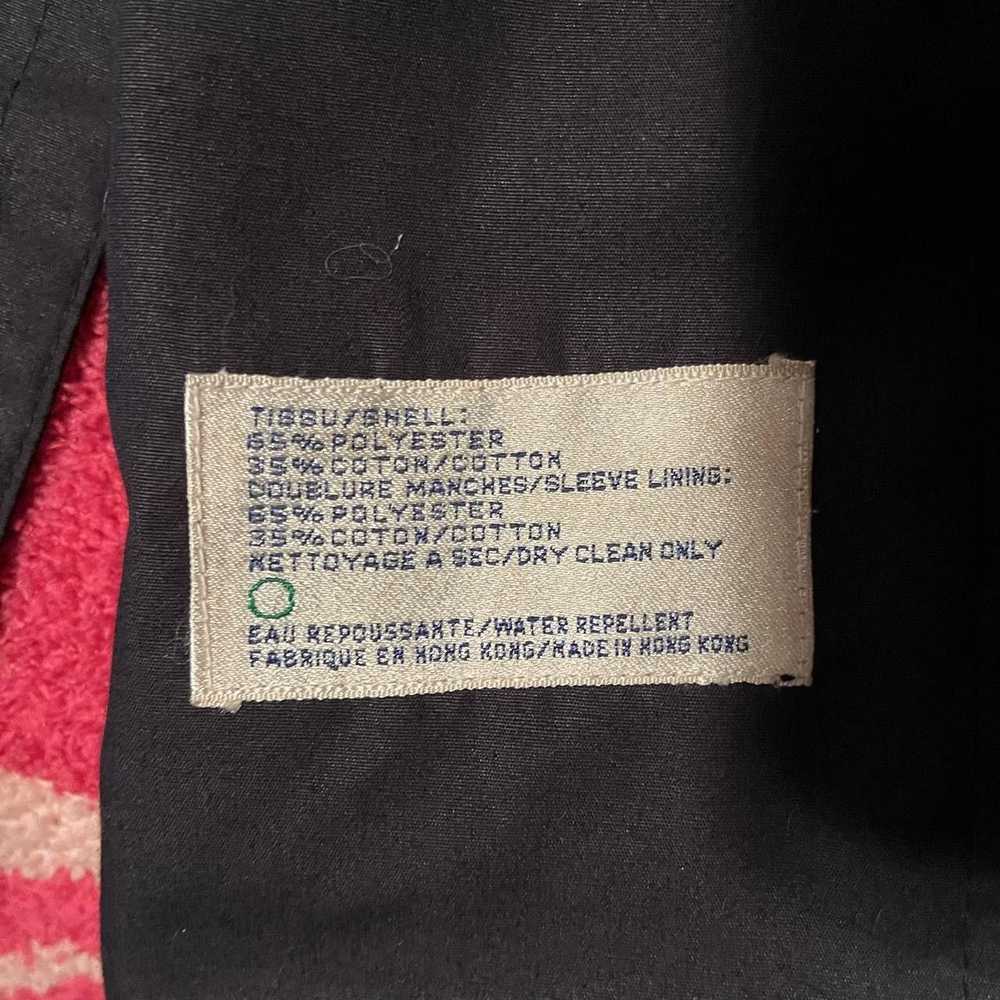 TISSU/SHELL:
65% POLYESTER
35% COTON/COTTON
DOUBLURE MANCHES/SLEEVE LINING:
65% POLYESTER
35% COTON/COTTON
NETTOYAGE A SEC/DRY CLEAN ONLY
EAU REPOUSSANTE/WATER REPELLENT
FABRIQUE EN HONG KONG/MADE IN HONG KONG